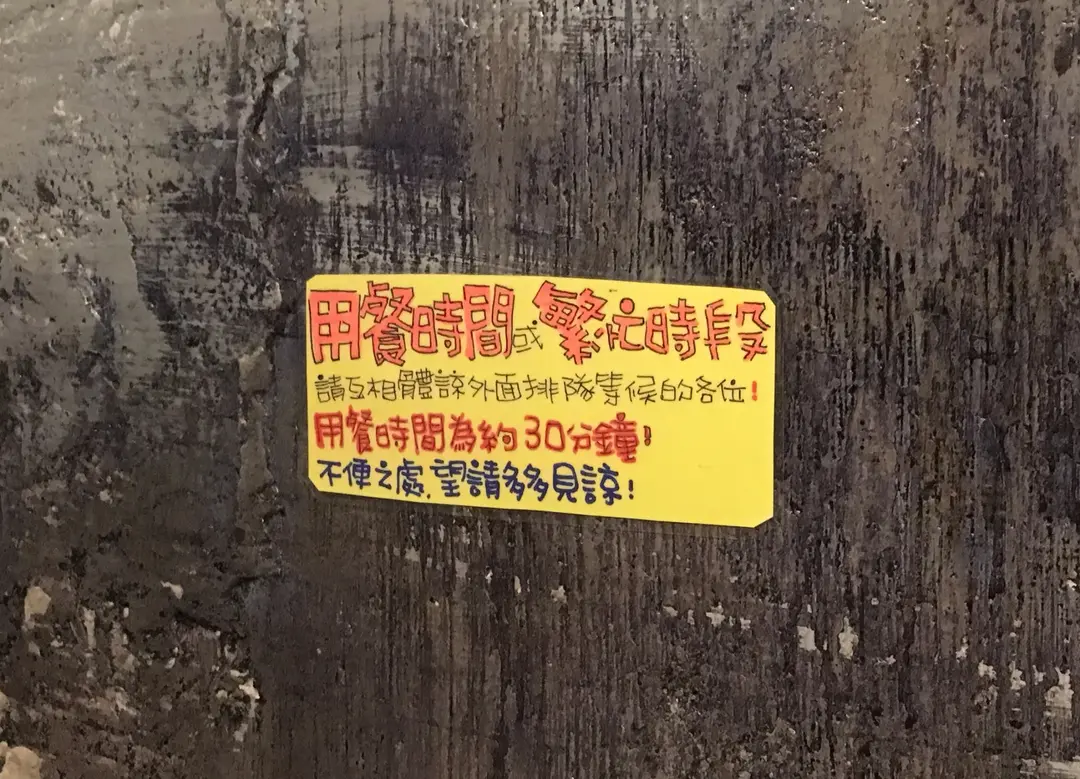 用餐時間或繁忙時段
請互相體諒外面排隊等候的各位!
用餐時間為約30分鐘!
不便之處,望請多多見諒!